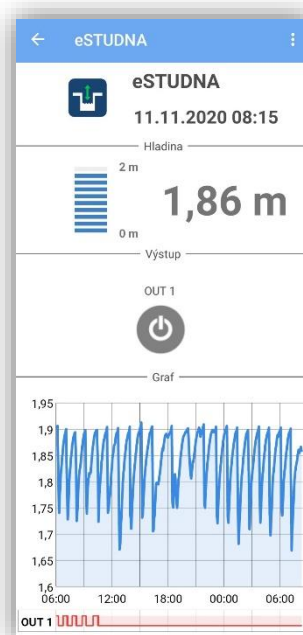 eSTUDNA
eSTUDNA
11.11.2020 08:15
Hladina
2 m
1,86 m
0 m
Výstup
OUT 1
Graf
1,95
1,9
1,85
1,8
1,75
1,7
1,65
1,6
06:00 12:00 18:00 00:00 06:00
OUT 1